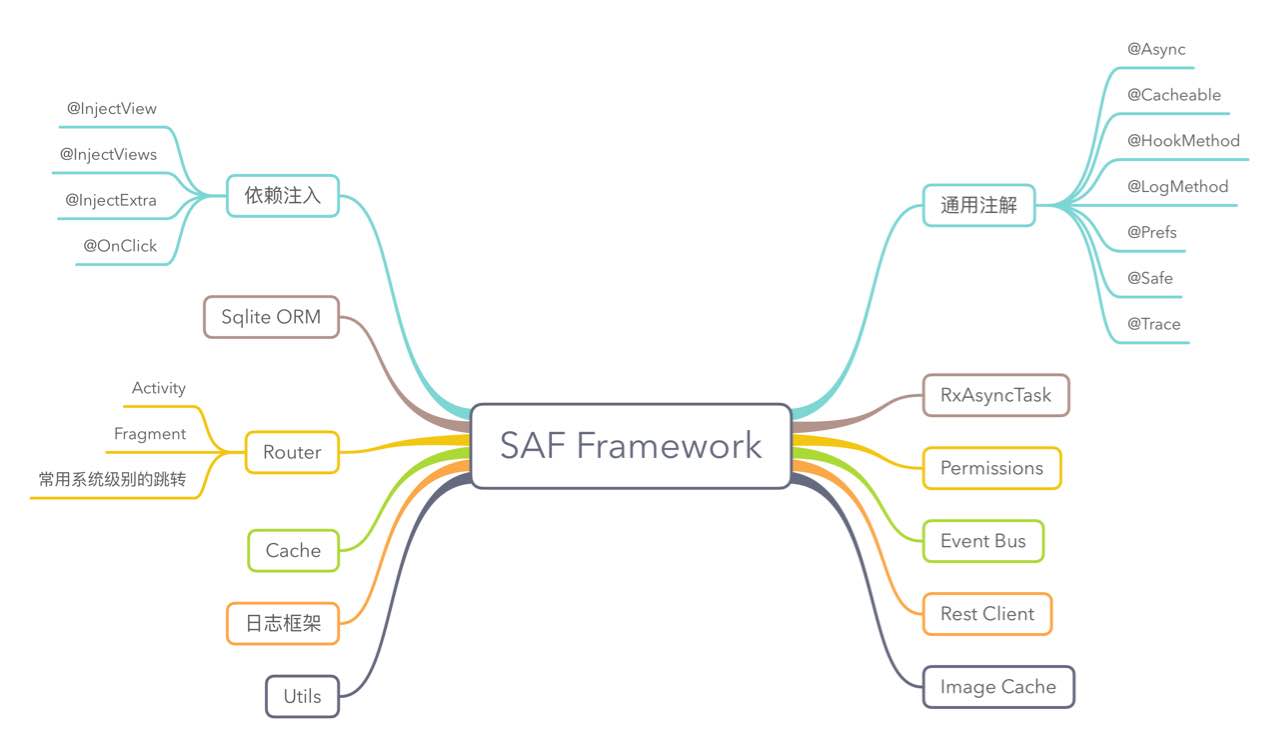 SAF Framework
依赖注入
@InjectView
@InjectViews
@InjectExtra
@OnClick
Sqlite ORM
Router
Activity
Fragment
常用系统级别的跳转
Cache
日志框架
Utils
通用注解
@Async
@Cacheable
@HookMethod
@LogMethod
@Prefs
@Safe
@Trace
RxAsyncTask
Permissions
Event Bus
Rest Client
Image Cache